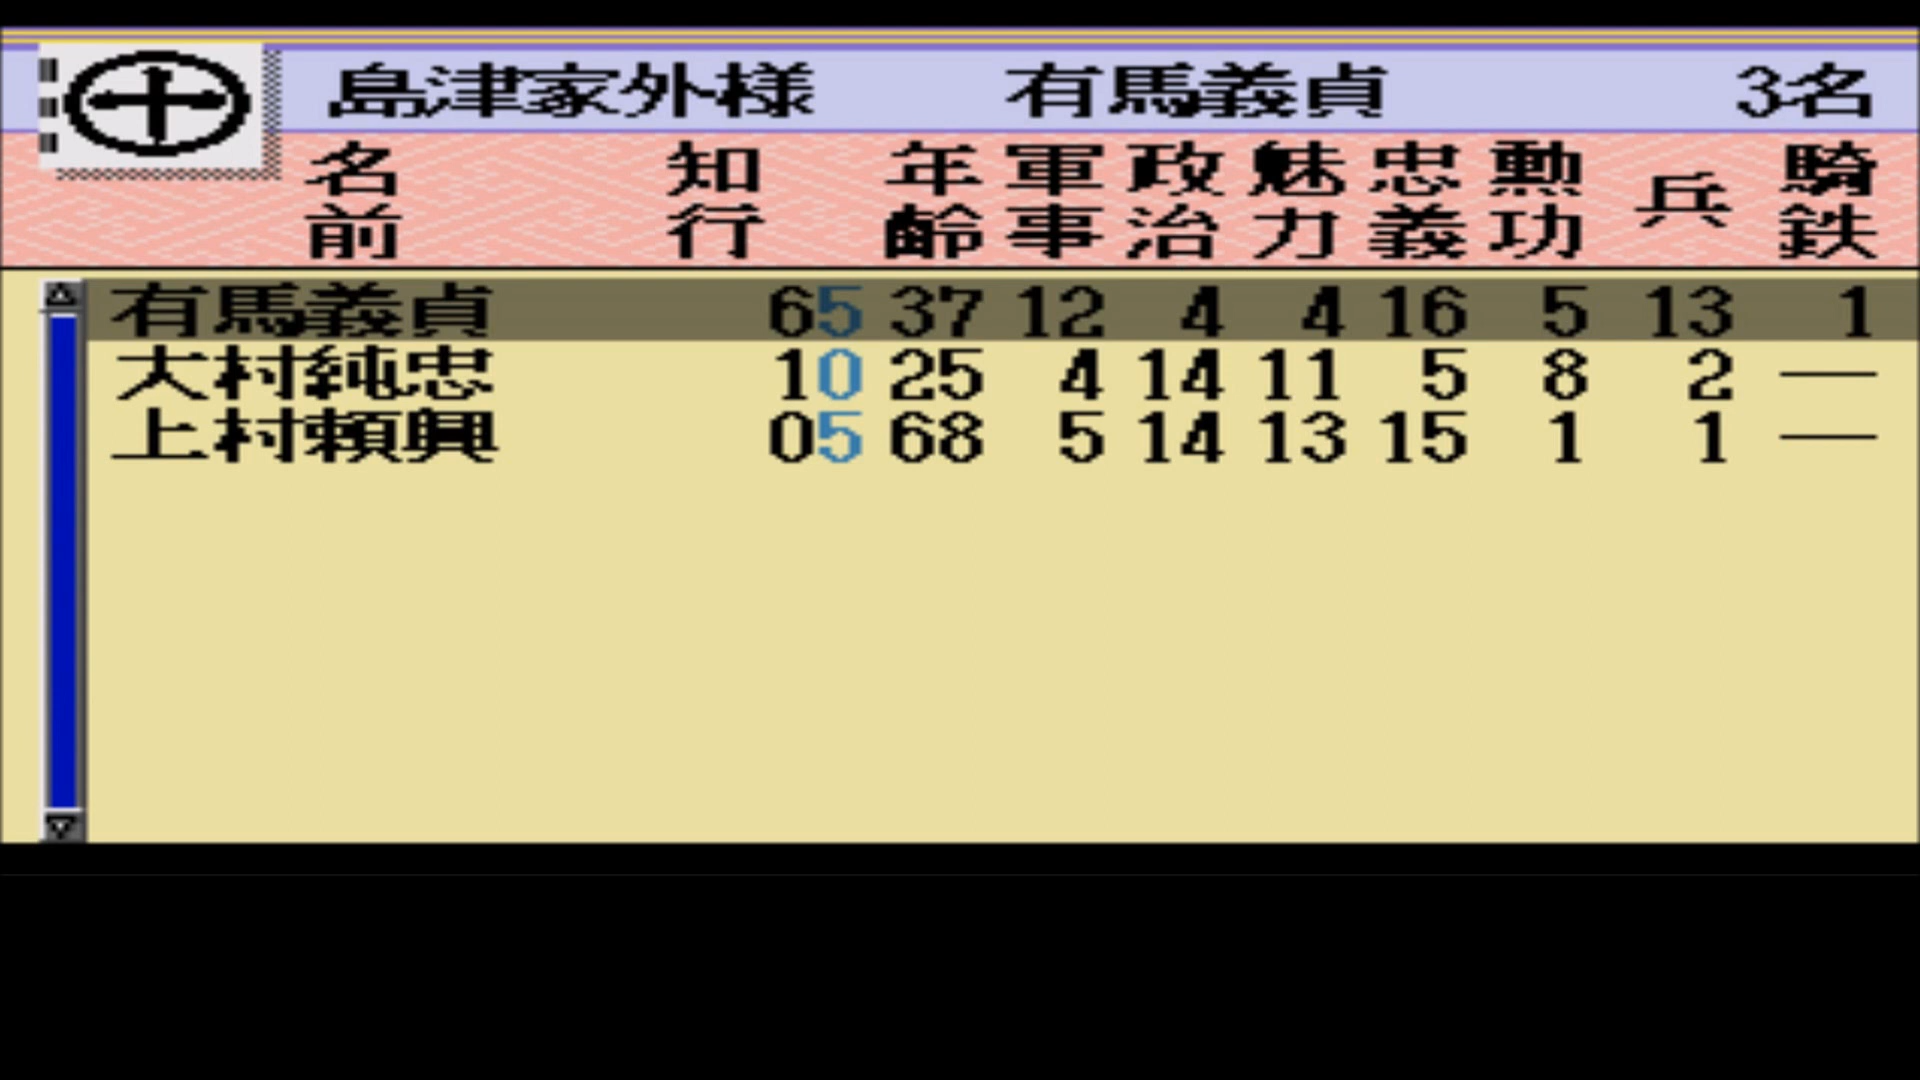 島津家外様 有馬義貞 3名
名前 知行 年齢 軍事 政治 魅力 忠義 勲功 兵 騎鉄
有馬義貞 65 37 12 4 4 16 5 13 1
大村純忠 10 25 4 14 11 5 8 2 —
上村頼興 05 68 5 14 13 15 1 1 —